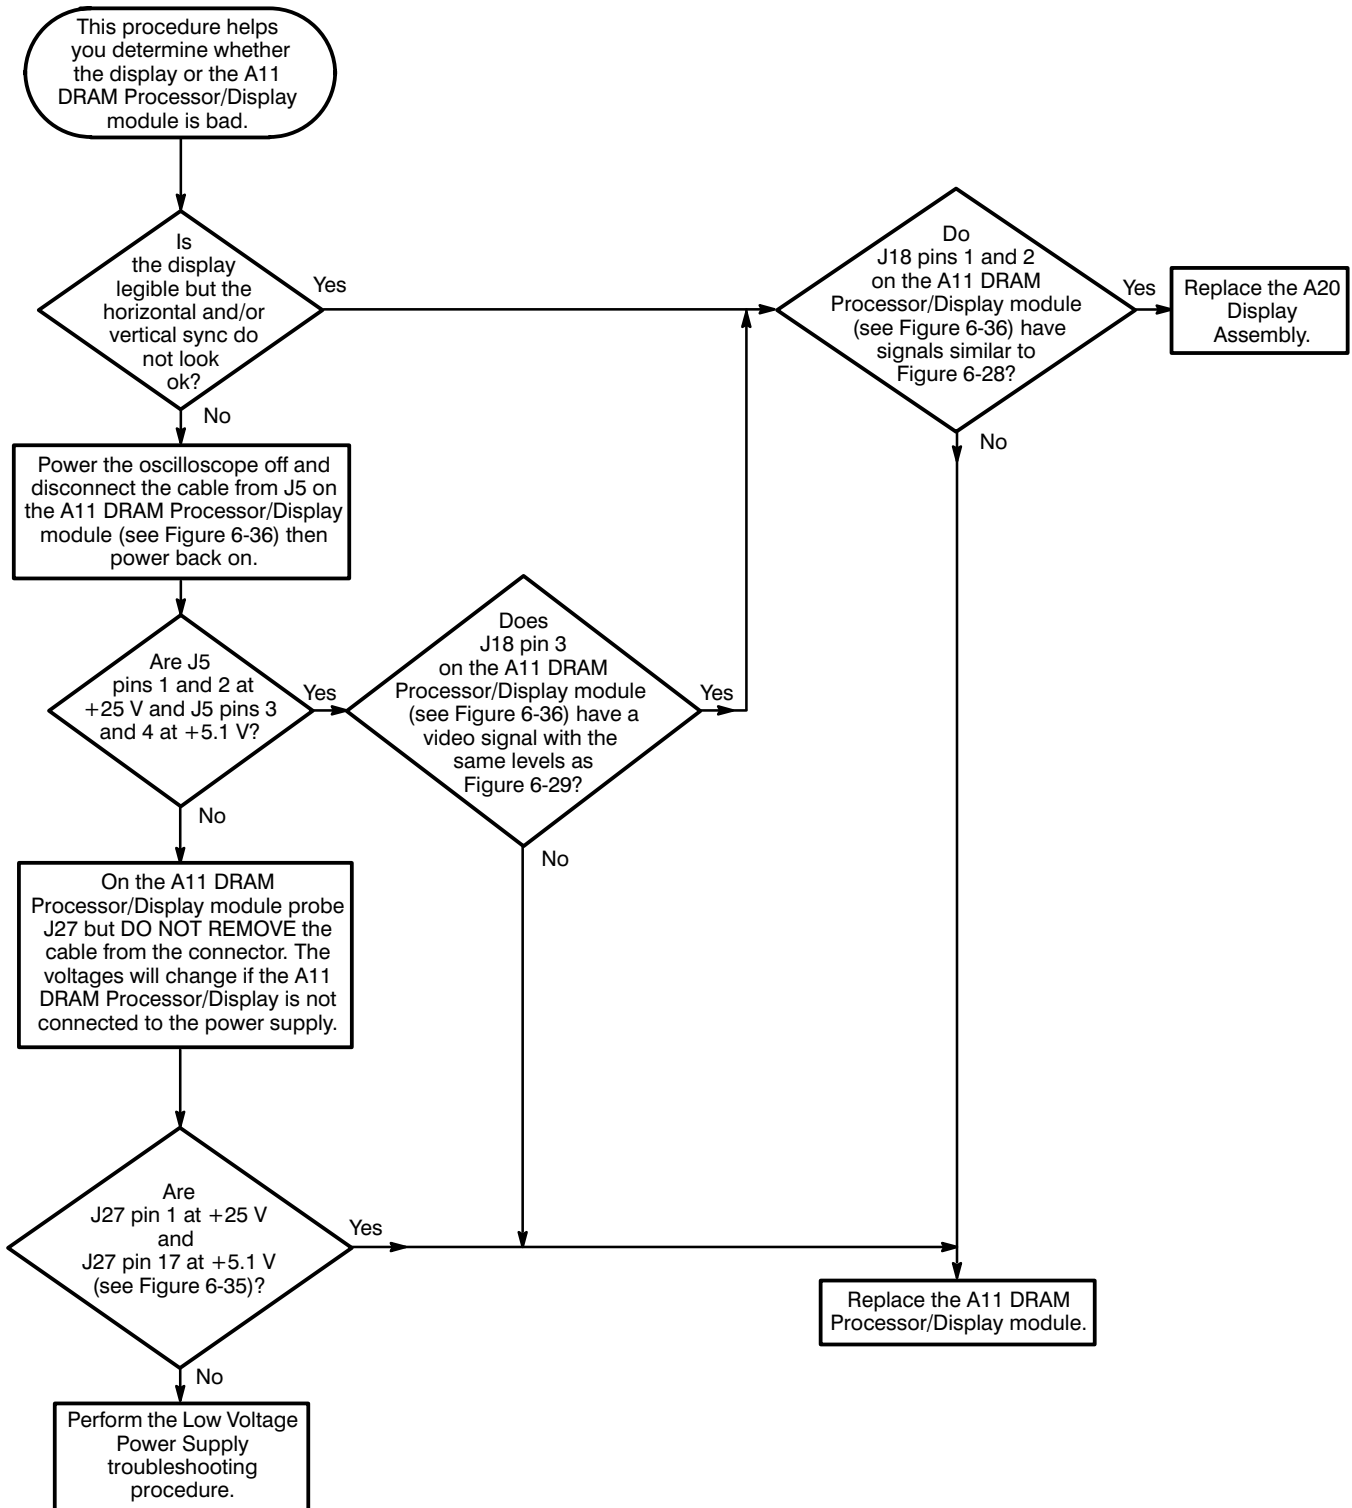 This procedure helps
you determine whether
the display or the A11
DRAM Processor/Display
module is bad.
Is
the display
legible but the
horizontal and/or
vertical sync do
not look
ok?
Yes
No
Do
J18 pins 1 and 2
on the A11 DRAM
Processor/Display module
(see Figure 6-36) have
signals similar to
Figure 6-28?
Yes
No
Replace the A20
Display
Assembly.
Power the oscilloscope off and
disconnect the cable from J5 on
the A11 DRAM Processor/Display
module (see Figure 6-36) then
power back on.
Are J5
pins 1 and 2 at
+25 V and J5 pins 3
and 4 at +5.1 V?
Yes
No
Does
J18 pin 3
on the A11 DRAM
Processor/Display module
(see Figure 6-36) have a
video signal with the
same levels as
Figure 6-29?
Yes
No
On the A11 DRAM
Processor/Display module probe
J27 but DO NOT REMOVE the
cable from the connector. The
voltages will change if the A11
DRAM Processor/Display is not
connected to the power supply.
Are
J27 pin 1 at +25 V
and
J27 pin 17 at +5.1 V
(see Figure 6-35)?
Yes
No
Replace the A11 DRAM
Processor/Display module.
Perform the Low Voltage
Power Supply
troubleshooting
procedure.